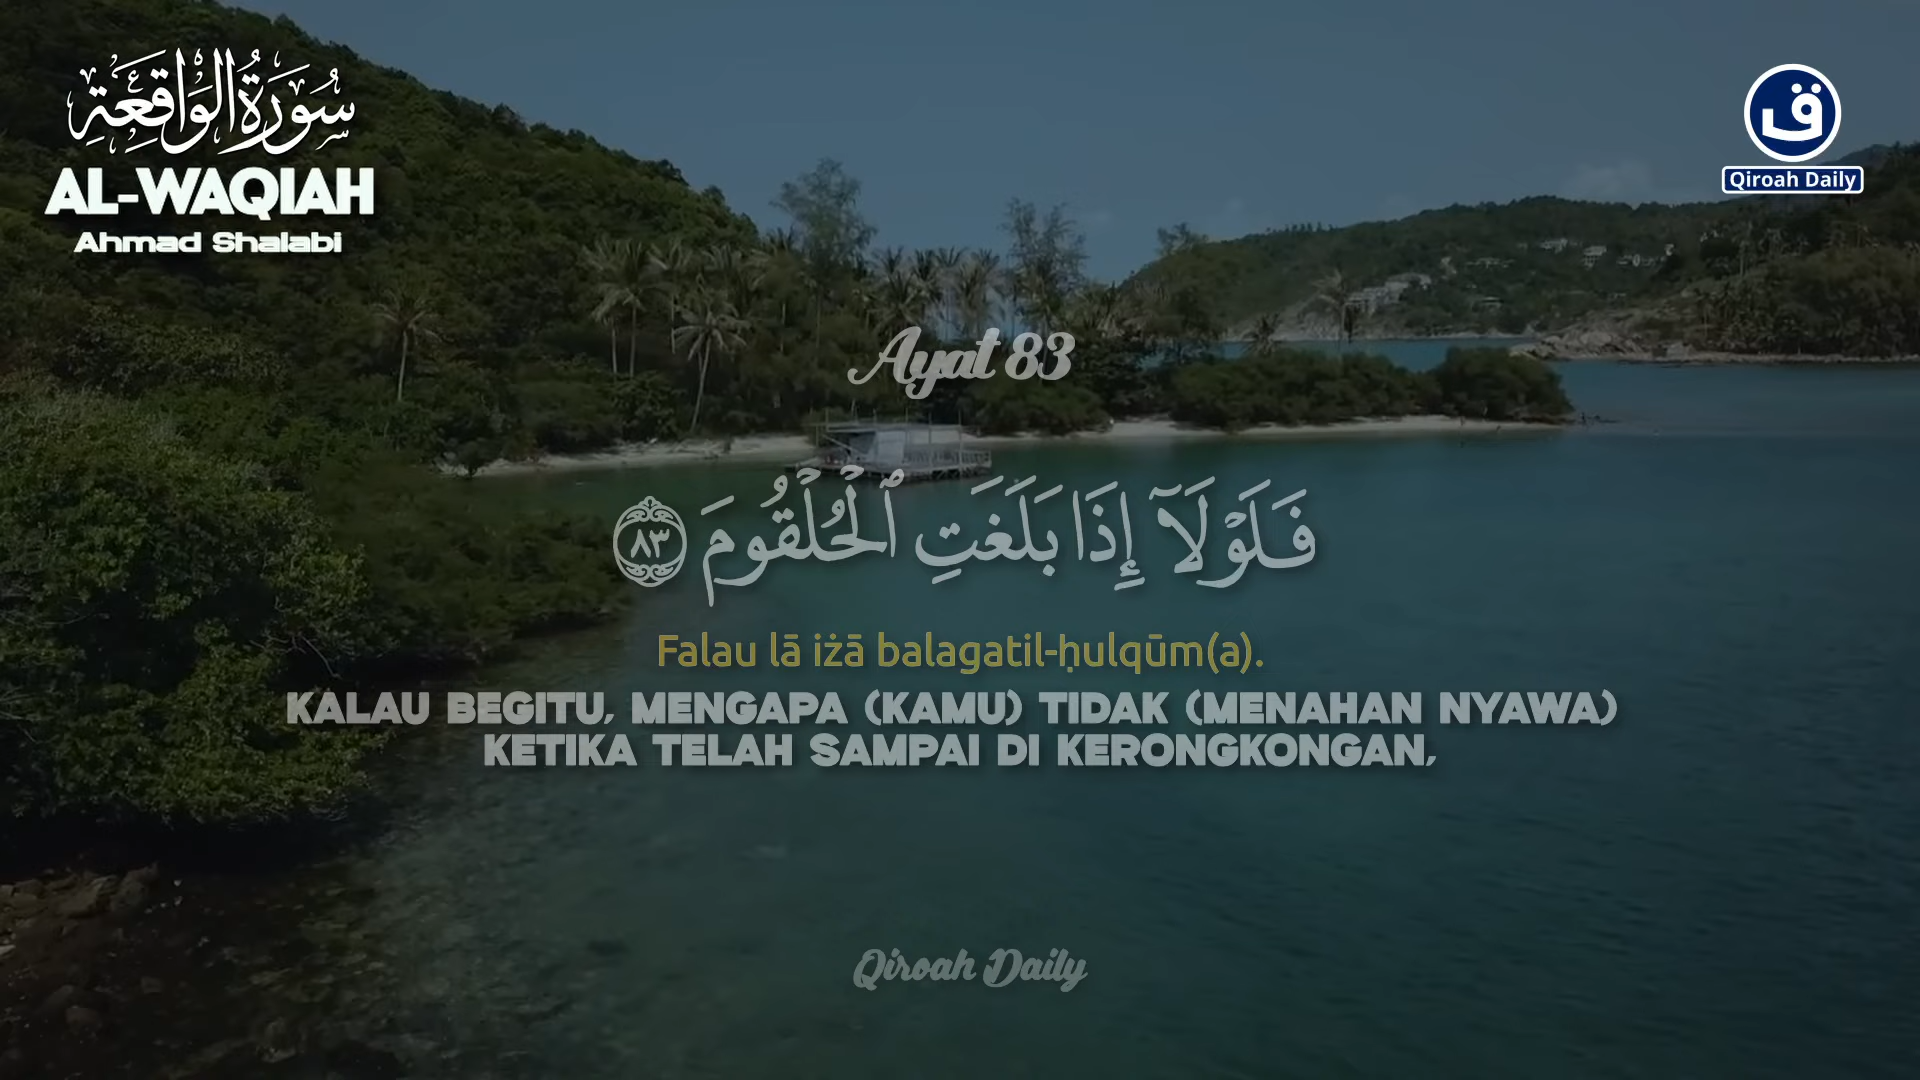 سُورَةُ الْوَاقِعَةِ
AL-WAQIAH
Ahmad Shalabi
ق
Qiroah Daily
Ayat 83
فَلَوْلَآ إِذَا بَلَغَتِ ٱلْحُلْقُومَ ٨٣
Falau lā iżā balagatil-ḥulqūm(a).
KALAU BEGITU, MENGAPA (KAMU) TIDAK (MENAHAN NYAWA)
KETIKA TELAH SAMPAI DI KERONGKONGAN,
Qiroah Daily